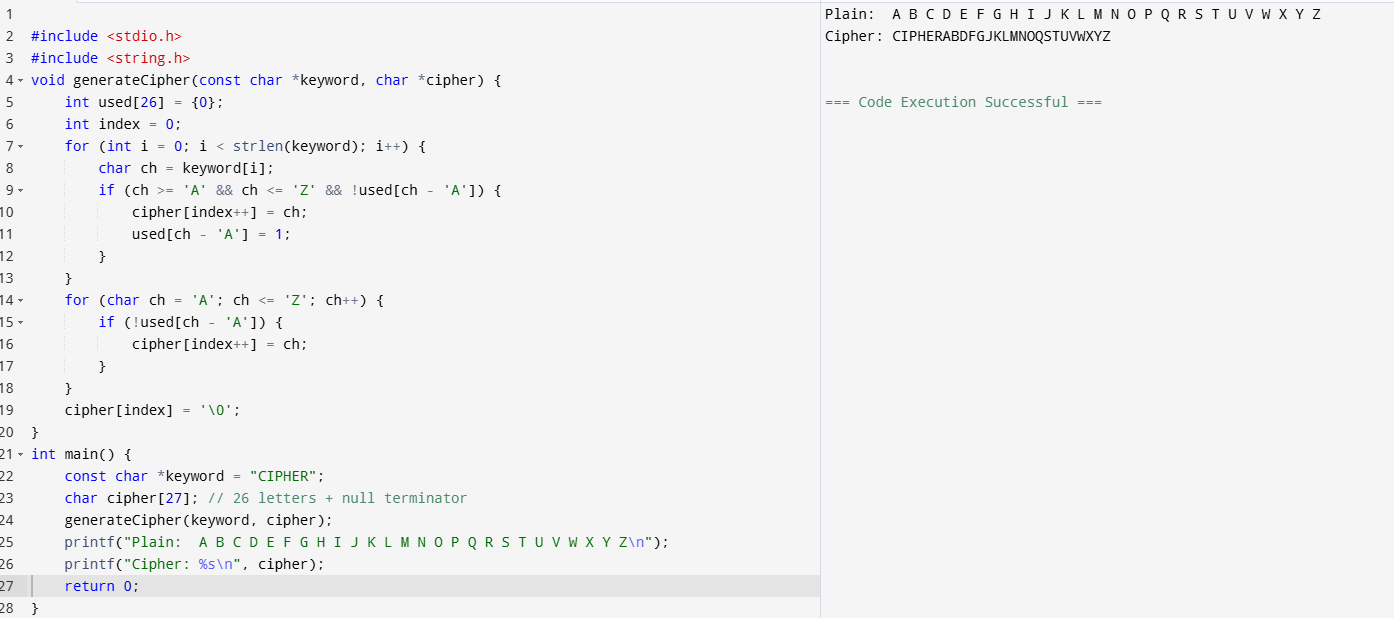 1
2 #include <stdio.h>
3 #include <string.h>
4 void generateCipher(const char *keyword, char *cipher) {
5     int used[26] = {0};
6     int index = 0;
7     for (int i = 0; i < strlen(keyword); i++) {
8         char ch = keyword[i];
9         if (ch >= 'A' && ch <= 'Z' && !used[ch - 'A']) {
10             cipher[index++] = ch;
11             used[ch - 'A'] = 1;
12         }
13     }
14     for (char ch = 'A'; ch <= 'Z'; ch++) {
15         if (!used[ch - 'A']) {
16             cipher[index++] = ch;
17         }
18     }
19     cipher[index] = '\0';
20 }
21 int main() {
22     const char *keyword = "CIPHER";
23     char cipher[27]; // 26 letters + null terminator
24     generateCipher(keyword, cipher);
25     printf("Plain:  A B C D E F G H I J K L M N O P Q R S T U V W X Y Z\n");
26     printf("Cipher: %s\n", cipher);
27     return 0;
28 }
Plain:  A B C D E F G H I J K L M N O P Q R S T U V W X Y Z
Cipher: CIPHERABDFGJKLMNOQSTUVWXYZ
=== Code Execution Successful ===